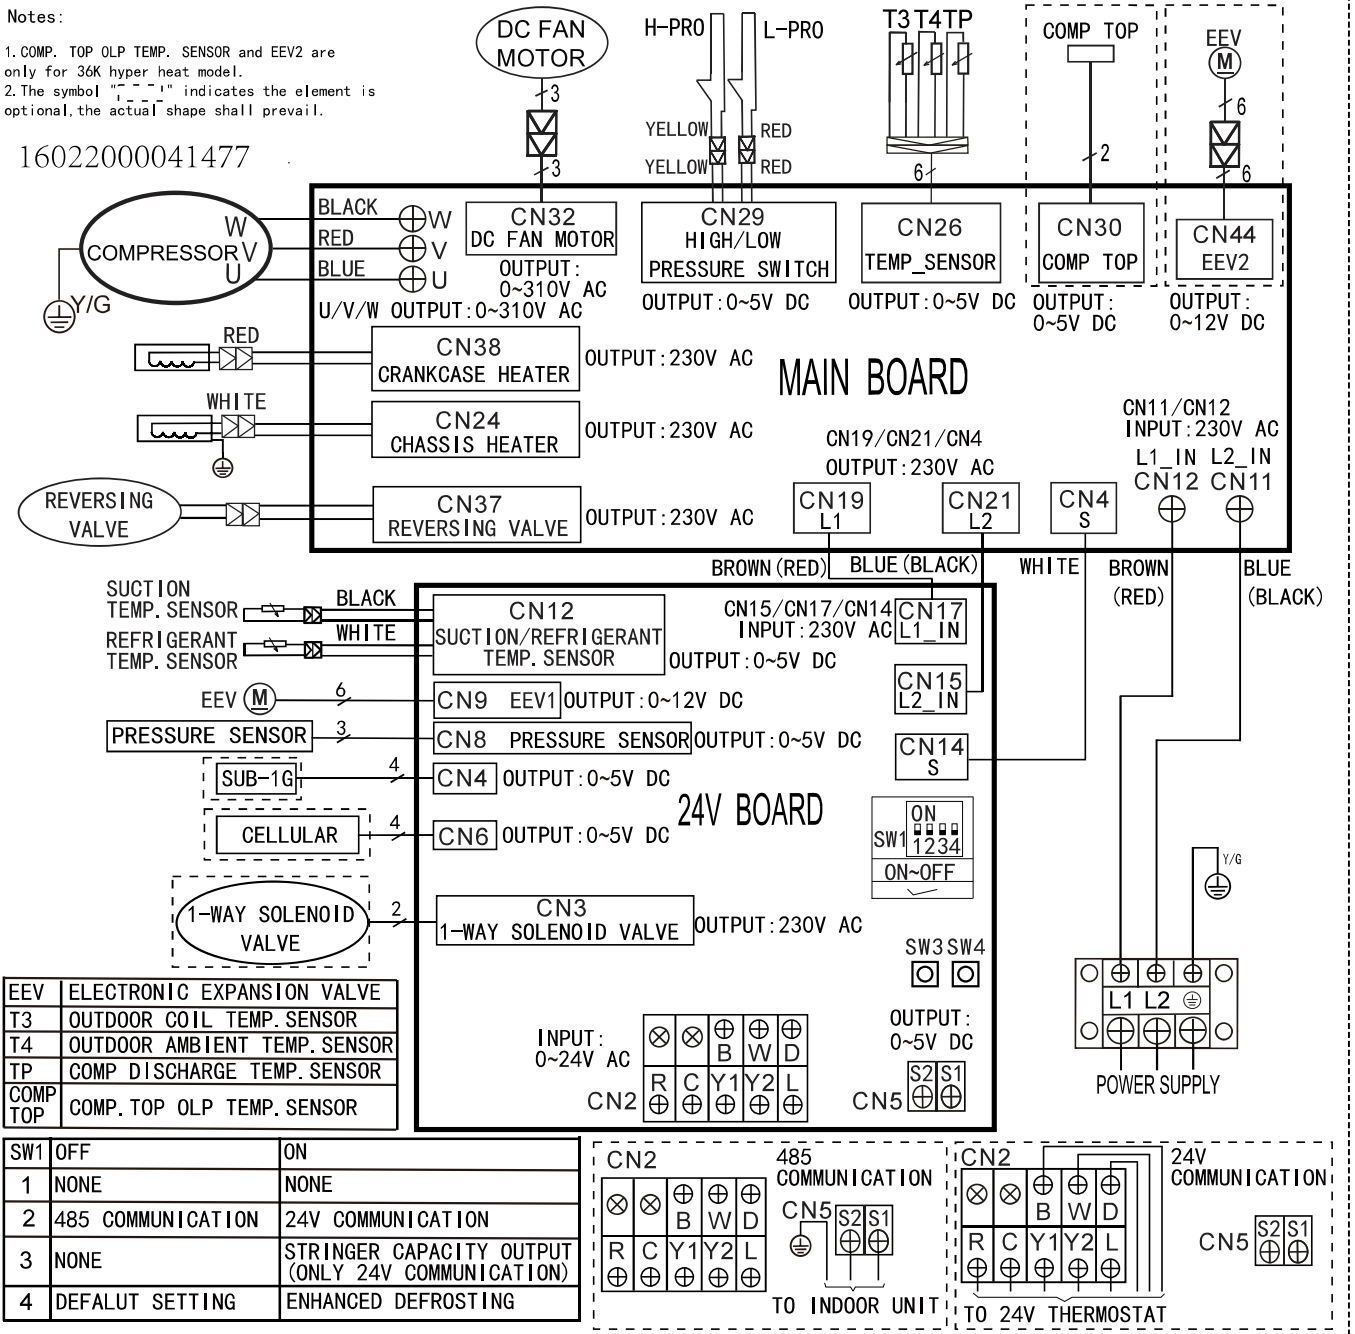 Notes:
1. COMP. TOP OLP TEMP. SENSOR and EEV2 are
only for 36K hyper heat model.
2. The symbol "[ ]" indicates the element is
optional, the actual shape shall prevail.
16022000041477
DC FAN
MOTOR
3
3
H-PRO
L-PRO
YELLOW
RED
YELLOW
RED
T3 T4 TP
6
COMP TOP
2
EEV
M
6
6
COMPRESSOR
W
V
U
Y/G
BLACK
W
RED
V
BLUE
U
U/V/W OUTPUT:0~310V AC
CN32
DC FAN MOTOR
OUTPUT:
0~310V AC
CN29
HIGH/LOW
PRESSURE SWITCH
OUTPUT:0~5V DC
CN26
TEMP_SENSOR
OUTPUT:0~5V DC
CN30
COMP TOP
OUTPUT:
0~5V DC
CN44
EEV2
OUTPUT:
0~12V DC
RED
CN38
CRANKCASE HEATER
OUTPUT:230V AC
MAIN BOARD
WHITE
CN24
CHASSIS HEATER
OUTPUT:230V AC
REVERSING
VALVE
CN37
REVERSING VALVE
OUTPUT:230V AC
CN19/CN21/CN4
OUTPUT:230V AC
CN19
L1
CN21
L2
CN4
S
CN11/CN12
INPUT:230V AC
L1_IN L2_IN
CN12 CN11
BROWN(RED)
BLUE(BLACK)
WHITE
BROWN
(RED)
BLUE
(BLACK)
SUCTION
TEMP. SENSOR
BLACK
REFRIGERANT
TEMP. SENSOR
WHITE
CN12
SUCTION/REFRIGERANT
TEMP. SENSOR
OUTPUT:0~5V DC
CN15/CN17/CN14
INPUT:230V AC
CN17
L1_IN
CN15
L2_IN
CN14
S
EEV
M
6
CN9 EEV1
OUTPUT:0~12V DC
PRESSURE SENSOR
3
CN8 PRESSURE SENSOR
OUTPUT:0~5V DC
SUB-1G
4
CN4
OUTPUT:0~5V DC
CELLULAR
4
CN6
OUTPUT:0~5V DC
24V BOARD
SW1
ON
1234
ON~OFF
1-WAY SOLENOID
VALVE
2
CN3
1-WAY SOLENOID VALVE
OUTPUT:230V AC
SW3 SW4
Y/G
L1 L2
POWER SUPPLY
INPUT:
0~24V AC
CN2
B W D
R C Y1 Y2 L
OUTPUT:
0~5V DC
CN5
S2 S1
EEV ELECTRONIC EXPANSION VALVE
T3 OUTDOOR COIL TEMP. SENSOR
T4 OUTDOOR AMBIENT TEMP. SENSOR
TP COMP DISCHARGE TEMP. SENSOR
COMP
TOP COMP. TOP OLP TEMP. SENSOR
SW1 OFF ON
1 NONE NONE
2 485 COMMUNICATION 24V COMMUNICATION
3 NONE STRINGER CAPACITY OUTPUT
(ONLY 24V COMMUNICATION)
4 DEFALUT SETTING ENHANCED DEFROSTING
CN2
B W D
R C Y1 Y2 L
485
COMMUNICATION
CN5
S2 S1
TO INDOOR UNIT
CN2
B W D
R C Y1 Y2 L
24V
COMMUNICATION
CN5
S2 S1
TO 24V THERMOSTAT